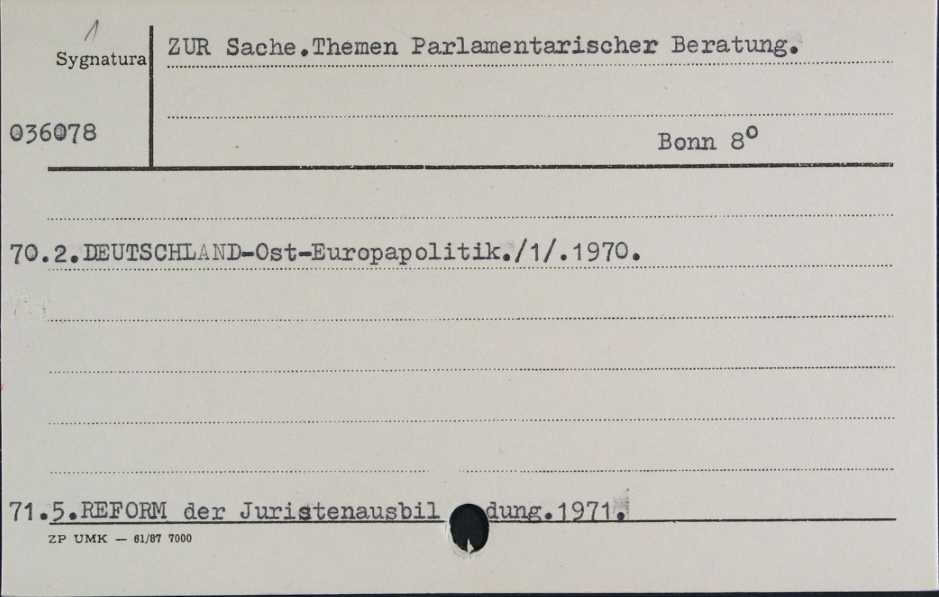 1
Sygnatura
ZUR Sache.Themen Parlamentarischer Beratung.
036078
Bonn 8⁰
70.2.DEUTSCHLAND-Ost-Europapolitik./1/.1970.
71.5.REFORM der Juristenausbil dung.1971.
ZP UMK — 61/87 7000